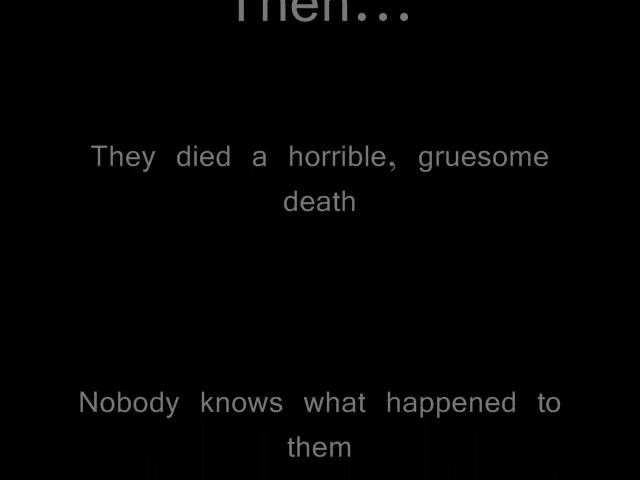 Then...
They died a horrible, gruesome
death
Nobody knows what happened to
them